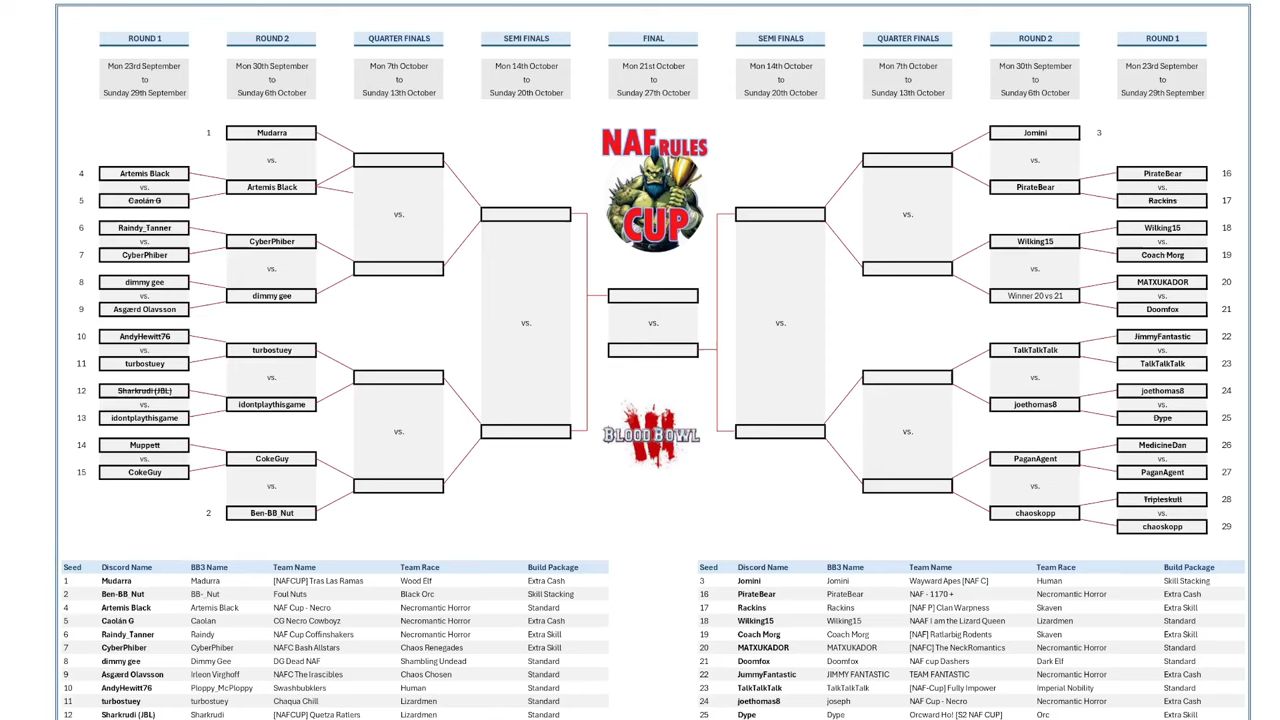 ROUND 1 ROUND 2 QUARTER FINALS SEMI FINALS FINAL SEMI FINALS QUARTER FINALS ROUND 2 ROUND 1
Mon 23rd September Mon 30th September Mon 7th October Mon 14th October Mon 21st October Mon 14th October Mon 7th October Mon 30th September Mon 23rd September
to to to to to to to to to
Sunday 29th September Sunday 6th October Sunday 13th October Sunday 20th October Sunday 27th October Sunday 20th October Sunday 13th October Sunday 6th October Sunday 29th September
1 Mudarra Jomini 3
NAF RULES
vs. vs.
4 Artemis Black PirateBear 16
vs. Artemis Black PirateBear vs.
5 Caolán G Rackins 17
vs. vs.
CUP
6 Raindy_Tanner Wilking15 18
vs. CyberPhiber Wilking15 vs.
7 CyberPhiber Coach Morg 19
vs. vs.
8 dimmy gee MATXUKADOR 20
vs. dimmy gee Winner 20 vs 21 vs.
9 Asgærd Olavsson Doomfox 21
vs. vs. vs.
10 AndyHewitt76 JimmyFantastic 22
vs. turbostuey TalkTalkTalk vs.
11 turbostuey TalkTalkTalk 23
vs. vs.
12 Sharkrudi (JBL) joethomas8 24
vs. idontplaythisgame joethomas8 vs.
13 idontplaythisgame Dype 25
vs. vs.
BLOOD BOWL
III
14 Muppett MedicineDan 26
vs. CokeGuy PaganAgent vs.
15 CokeGuy PaganAgent 27
vs. vs.
Tripleskull 28
2 Ben-BB_Nut chaoskopp vs.
chaoskopp 29
Seed Discord Name BB3 Name Team Name Team Race Build Package
1 Mudarra Madurra [NAFCUP] Tras Las Ramas Wood Elf Extra Cash
2 Ben-BB_Nut BB-_Nut Foul Nuts Black Orc Skill Stacking
4 Artemis Black Artemis Black NAF Cup - Necro Necromantic Horror Standard
5 Caolán G Caolan CG Necro Cowboyz Necromantic Horror Extra Cash
6 Raindy_Tanner Raindy NAF Cup Coffinshakers Necromantic Horror Extra Skill
7 CyberPhiber CyberPhiber NAFC Bash Allstars Chaos Renegades Extra Skill
8 dimmy gee Dimmy Gee DG Dead NAF Shambling Undead Standard
9 Asgærd Olavsson Irleon Virghoff NAFC The Irascibles Chaos Chosen Standard
10 AndyHewitt76 Ploppy_McPloppy Swashbubklers Human Standard
11 turbostuey turbostuey Chaqua Chill Lizardmen Standard
12 Sharkrudi (JBL) Sharkrudi [NAFCUP] Quetza Ratlers Lizardmen Standard
Seed Discord Name BB3 Name Team Name Team Race Build Package
3 Jomini Jomini Wayward Apes [NAF C] Human Skill Stacking
16 PirateBear PirateBear NAF - 1170 + Necromantic Horror Extra Cash
17 Rackins Rackins [NAF P] Clan Warpness Skaven Extra Skill
18 Wilking15 Wilking15 NAAF I am the Lizard Queen Lizardmen Standard
19 Coach Morg Coach Morg [NAF] Ratlarbig Rodents Skaven Extra Skill
20 MATXUKADOR MATXUKADOR [NAFC] The NeckRomantics Necromantic Horror Extra Cash
21 Doomfox Doomfox NAF cup Dashers Dark Elf Extra Cash
22 JummyFantastic JIMMY FANTASTIC TEAM FANTASTIC Necromantic Horror Extra Cash
23 TalkTalkTalk TalkTalkTalk [NAF-Cup] Fully Impower Imperial Nobility Standard
24 joethomas8 joseph NAF Cup - Necro Necromantic Horror Extra Cash
25 Dype Dype Orcward Ho! [S2 NAF CUP] Orc Extra Skill